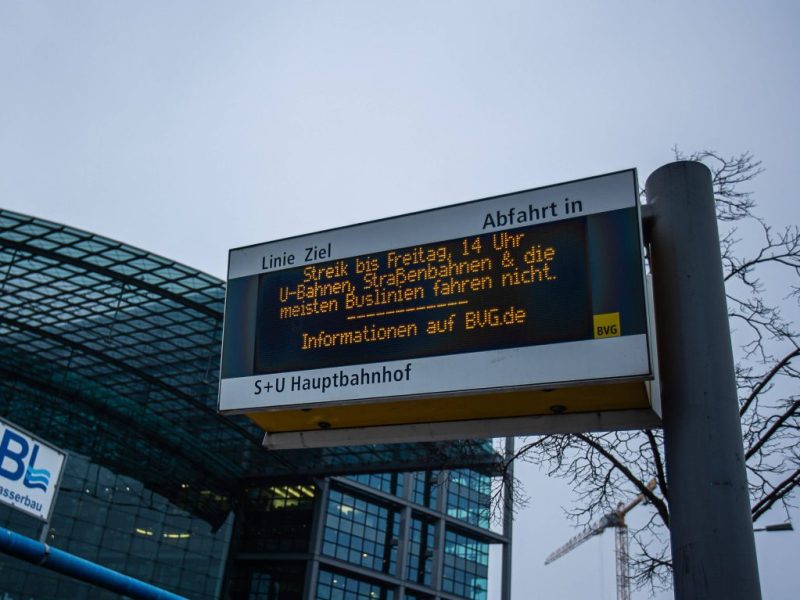 Linie Ziel
Abfahrt in
Streik bis Freitag, 14 Uhr
U-Bahnen, Straßenbahnen & die
meisten Buslinien fahren nicht.
------------
Informationen auf BVG.de
BVG
S+U Hauptbahnhof
BL
asserbau